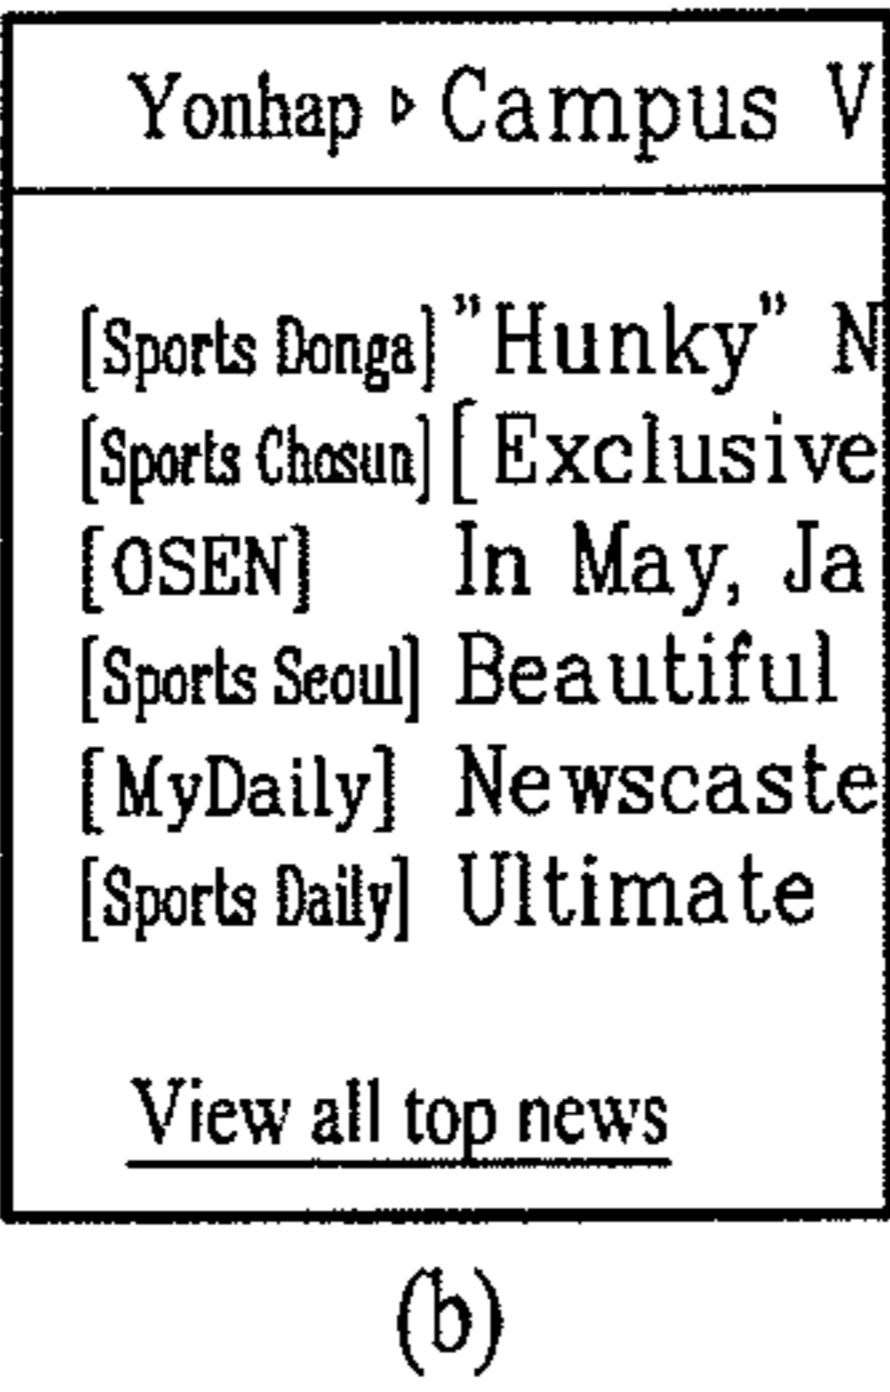 Yonhap ▷ Campus V
[Sports Donga] "Hunky" N
[Sports Chosun] [Exclusive
[OSEN] In May, Ja
[Sports Seoul] Beautiful
[MyDaily] Newscaste
[Sports Daily] Ultimate
View all top news
(b)